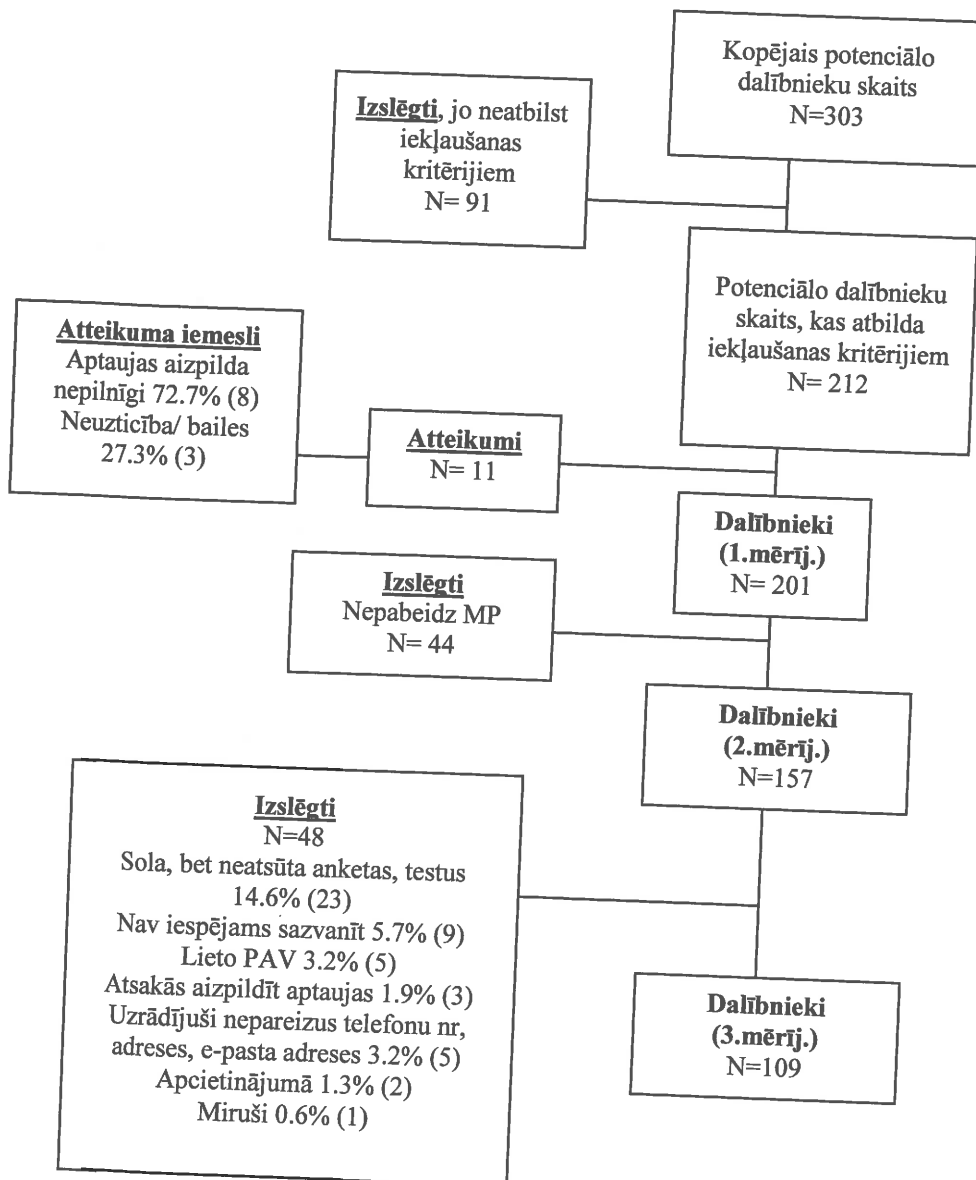 Kopējais potenciālo
dalībnieku skaits
N=303
Izslēgti, jo neatbilst
iekļaušanas
kritērijiem
N= 91
Potenciālo dalībnieku
skaits, kas atbilda
iekļaušanas kritērijiem
N= 212
Atteikuma iemesli
Aptaujas aizpilda
nepilnīgi 72.7% (8)
Neuzticība/ bailes
27.3% (3)
Atteikumi
N= 11
Dalībnieki
(1.mērīj.)
N= 201
Izslēgti
Nepabeidz MP
N= 44
Dalībnieki
(2.mērīj.)
N=157
Izslēgti
N=48
Sola, bet neatsūta anketas, testus
14.6% (23)
Nav iespējams sazvanīt 5.7% (9)
Lieto PAV 3.2% (5)
Atsakās aizpildīt aptaujas 1.9% (3)
Uzrādījuši nepareizus telefonu nr,
adreses, e-pasta adreses 3.2% (5)
Apcietinājumā 1.3% (2)
Miruši 0.6% (1)
Dalībnieki
(3.mērīj.)
N=109